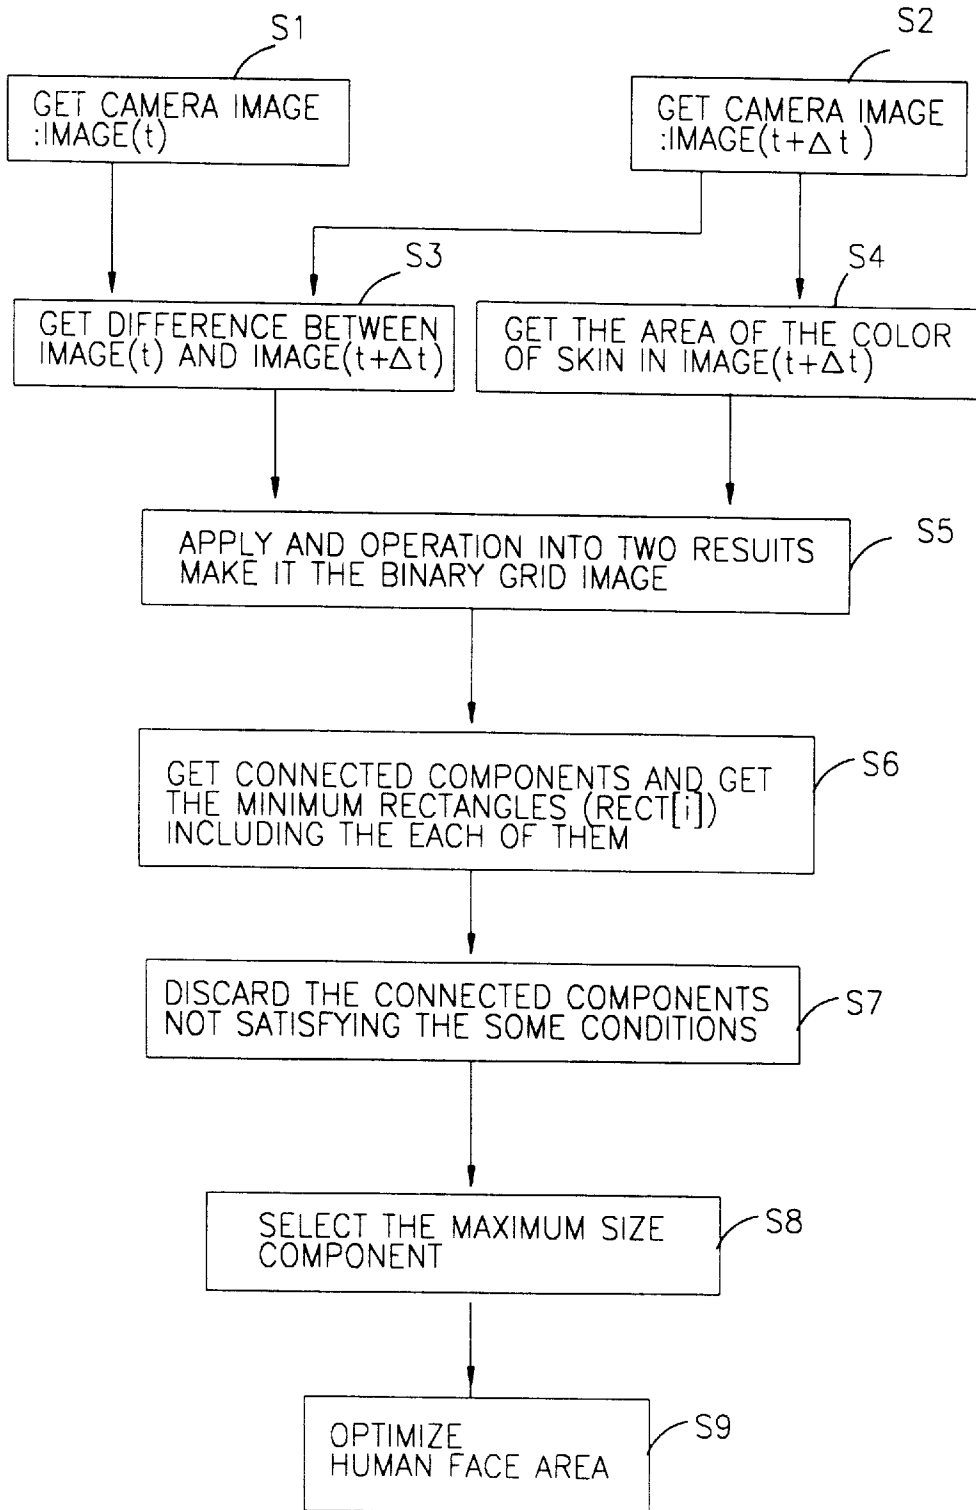 S1
GET CAMERA IMAGE
:IMAGE(t)
S2
GET CAMERA IMAGE
:IMAGE(t+Δt )
S3
GET DIFFERENCE BETWEEN
IMAGE(t) AND IMAGE(t+Δt)
S4
GET THE AREA OF THE COLOR
OF SKIN IN IMAGE(t+Δt)
S5
APPLY AND OPERATION INTO TWO RESUITS
MAKE IT THE BINARY GRID IMAGE
S6
GET CONNECTED COMPONENTS AND GET
THE MINIMUM RECTANGLES (RECT[i])
INCLUDING THE EACH OF THEM
S7
DISCARD THE CONNECTED COMPONENTS
NOT SATISFYING THE SOME CONDITIONS
S8
SELECT THE MAXIMUM SIZE
COMPONENT
S9
OPTIMIZE
HUMAN FACE AREA